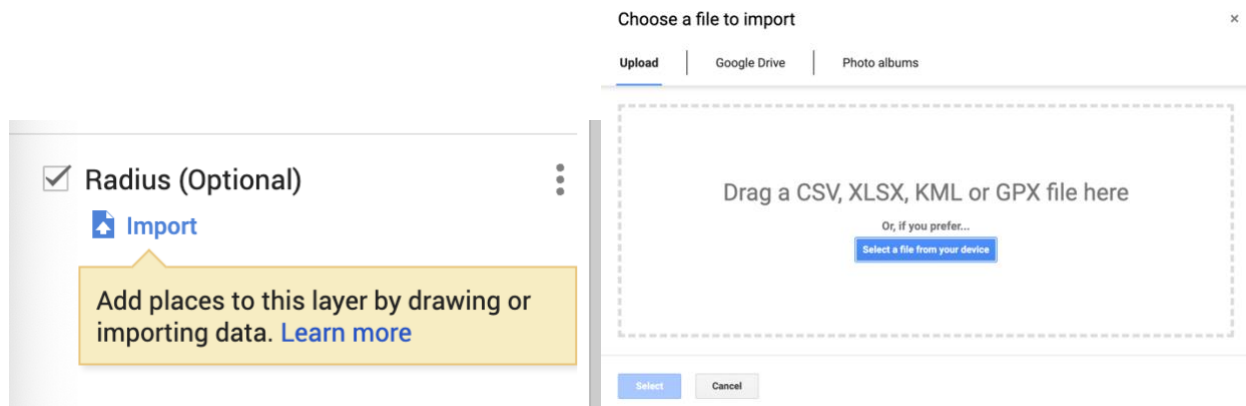 Radius (Optional)
Import
Add places to this layer by drawing or
importing data. Learn more
Choose a file to import
×
Upload
Google Drive
Photo albums
Drag a CSV, XLSX, KML or GPX file here
Or, if you prefer...
Select a file from your device
Select
Cancel